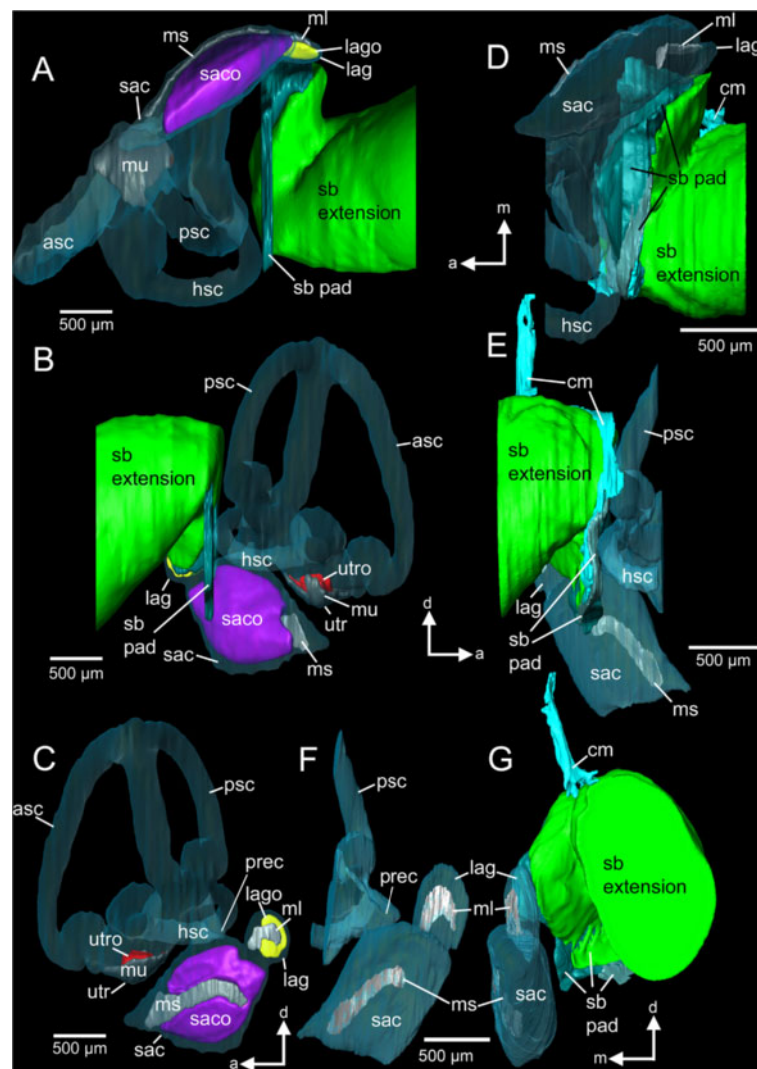 A
ms
ml
lago
lag
saco
sac
mu
asc
psc
hsc
sb
extension
sb pad
500 µm
D
ms
ml
lag
sac
cm
sb pad
sb
extension
m
a
hsc
500 µm
B
psc
asc
sb
extension
hsc
utro
mu
utr
lag
saco
sb
pad
sac
ms
d
a
500 µm
E
cm
psc
sb
extension
hsc
lag
sb
pad
sac
ms
500 µm
C
asc
psc
prec
hsc
lago
ml
utro
mu
utr
lag
ms
saco
sac
d
a
500 µm
F
psc
prec
lag
ml
ms
sac
500 µm
G
cm
sb
extension
sac
sb
pad
d
m